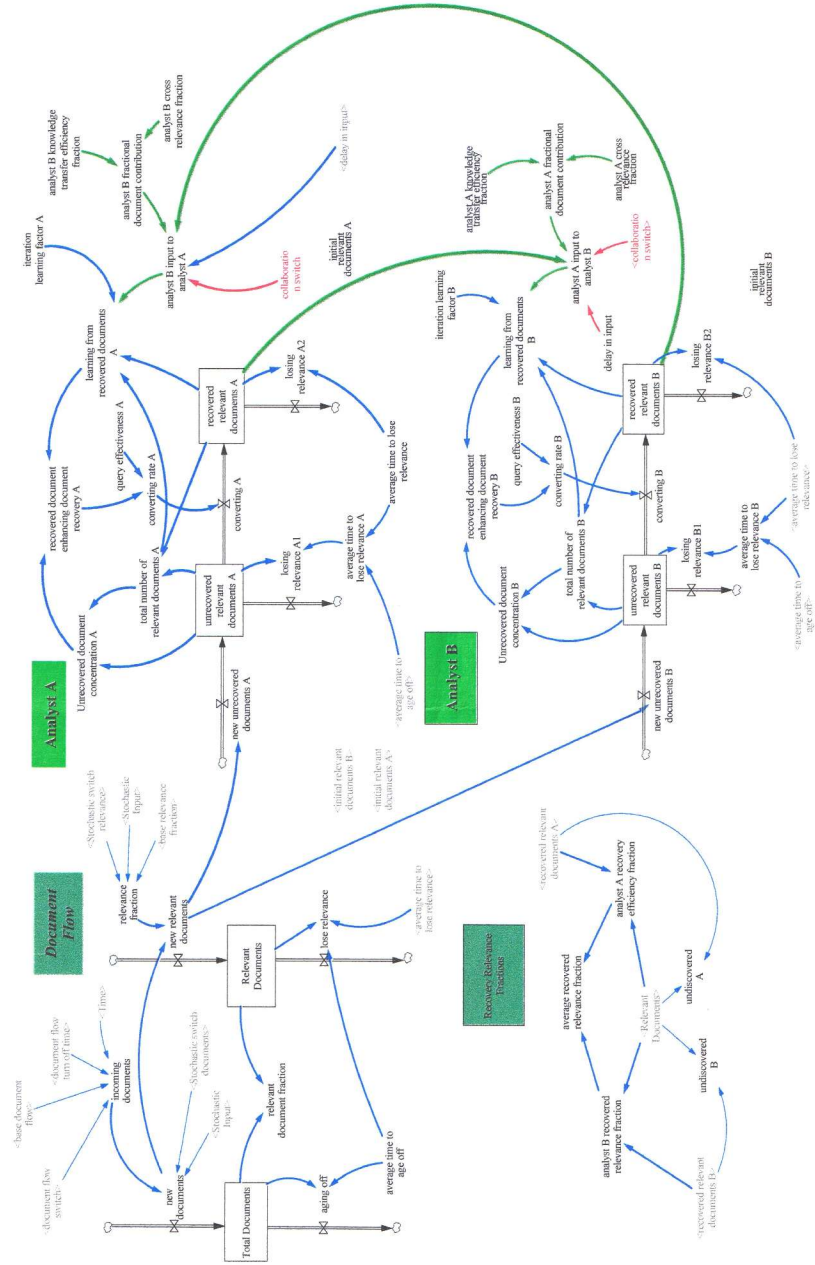 Document
Flow
<base document
flow>
<document flow
switch>
<document flow
turn off time>
<Time>
incoming
documents
new
documents
<Stochastic switch
documents>
<Stochastic
Input>
Total Documents
aging off
average time to
age off
relevant
document fraction
<Stochastic switch
relevance>
<Stochastic
Input>
<base relevance
fraction>
relevance
fraction
new relevant
documents
Relevant
Documents
lose relevance
<average time to
lose relevance>
<initial relevant
documents B>
<initial relevant
documents A>
Analyst A
Unrecovered document
concentration A
recovered document
enhancing document
recovery A
learning from
recovered documents
A
iteration
learning factor A
analyst B knowledge
transfer efficiency
fraction
analyst B fractional
document contribution
analyst B cross
relevance fraction
analyst B input to
analyst A
<delay in input>
collaboratio
n switch
initial
relevant
documents A
query effectiveness A
converting rate A
total number of
relevant documents A
new unrecovered
documents A
unrecovered
relevant
documents A
converting A
recovered
relevant
documents A
losing
relevance A1
losing
relevance A2
average time to
lose relevance A
average time to lose
relevance
<average time to
age off>
Analyst B
Unrecovered document
concentration B
recovered document
enhancing document
recovery B
learning from
recovered documents
B
iteration learning
factor B
analyst A knowledge
transfer efficiency
fraction
analyst A fractional
document contribution
analyst A cross
relevance
fraction
analyst A input to
analyst B
<collaboratio
n switch>
delay in input
initial
relevant
documents B
query effectiveness B
converting rate B
total number of
relevant documents B
new unrecovered
documents B
unrecovered
relevant
documents B
converting B
recovered
relevant
documents B
losing
relevance B1
losing
relevance B2
average time to
lose relevance B
<average time to lose
relevance>
<average time to
age off>
Recovery Relevance
Fractions
average recovered
relevance fraction
analyst B recovered
relevance fraction
analyst A recovery
efficiency fraction
<recovered relevant
documents A>
<Relevant
Documents>
undiscovered
B
undiscovered
A
<recovered relevant
documents B>